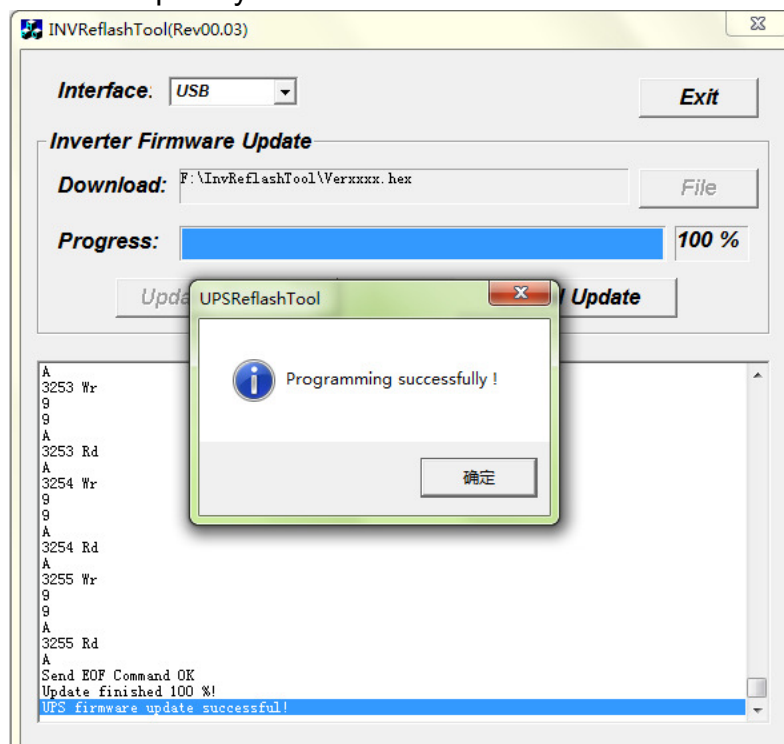 INVReflashTool(Rev00.03)
Interface: USB
Exit
Inverter Firmware Update
Download: F:\InvReflashTool\Verxxxx.hex
File
Progress: 100 %
Update
UPSReflashTool
Programming successfully !
确定
A
3253 Wr
9
9
A
3253 Rd
A
3254 Wr
9
9
A
3254 Rd
A
3255 Wr
9
9
A
3255 Rd
A
Send EOF Command OK
Update finished 100 %!
UPS firmware update successful!